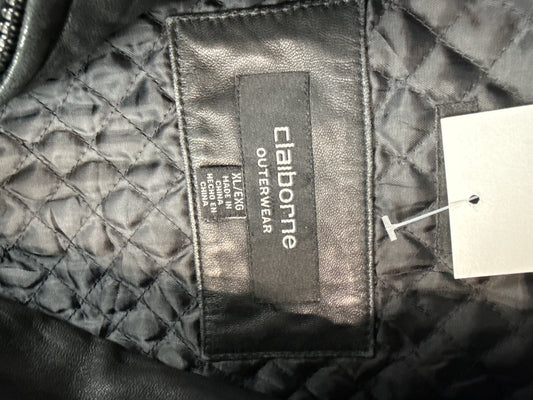 claiborne
OUTERWEAR
XL/EXG
MADE IN
CHINA
HECHO EN
CHINA